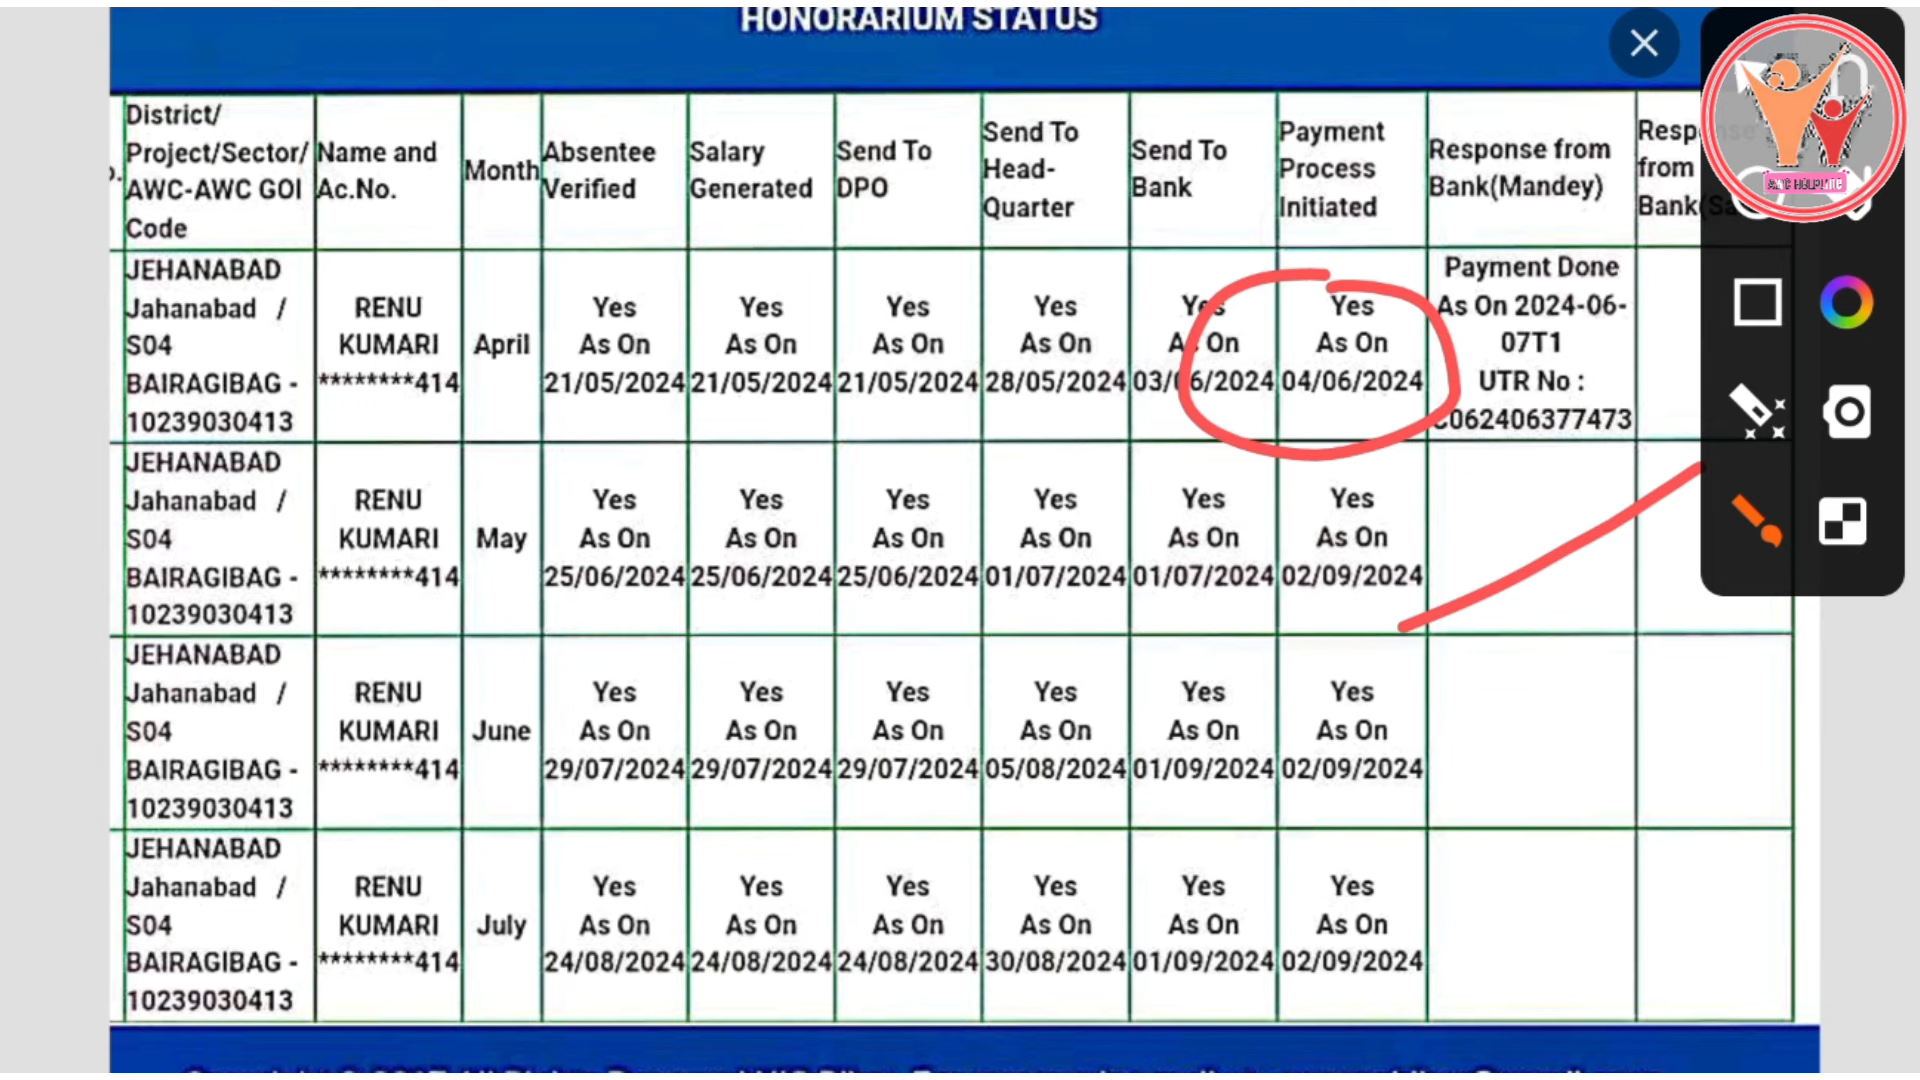 HONORARIUM STATUS
District/
Project/Sector/
AWC-AWC GOI
Code
Name and
Ac.No.
Month
Absentee
Verified
Salary
Generated
Send To
DPO
Send To
Head-
Quarter
Send To
Bank
Payment
Process
Initiated
Response from
Bank(Mandey)
from
JEHANABAD
Jahanabad /
S04
BAIRAGIBAG -
10239030413
RENU
KUMARI
********414
April
Yes
As On
21/05/2024
Yes
As On
21/05/2024
Yes
As On
21/05/2024
Yes
As On
28/05/2024
Yes
As On
03/06/2024
Yes
As On
04/06/2024
Payment Done
As On 2024-06-
07T1
UTR No :
C062406377473
JEHANABAD
Jahanabad /
S04
BAIRAGIBAG -
10239030413
RENU
KUMARI
********414
May
Yes
As On
25/06/2024
Yes
As On
25/06/2024
Yes
As On
25/06/2024
Yes
As On
01/07/2024
Yes
As On
01/07/2024
Yes
As On
02/09/2024
JEHANABAD
Jahanabad /
S04
BAIRAGIBAG -
10239030413
RENU
KUMARI
********414
June
Yes
As On
29/07/2024
Yes
As On
29/07/2024
Yes
As On
29/07/2024
Yes
As On
05/08/2024
Yes
As On
01/09/2024
Yes
As On
02/09/2024
JEHANABAD
Jahanabad /
S04
BAIRAGIBAG -
10239030413
RENU
KUMARI
********414
July
Yes
As On
24/08/2024
Yes
As On
24/08/2024
Yes
As On
24/08/2024
Yes
As On
30/08/2024
Yes
As On
01/09/2024
Yes
As On
02/09/2024